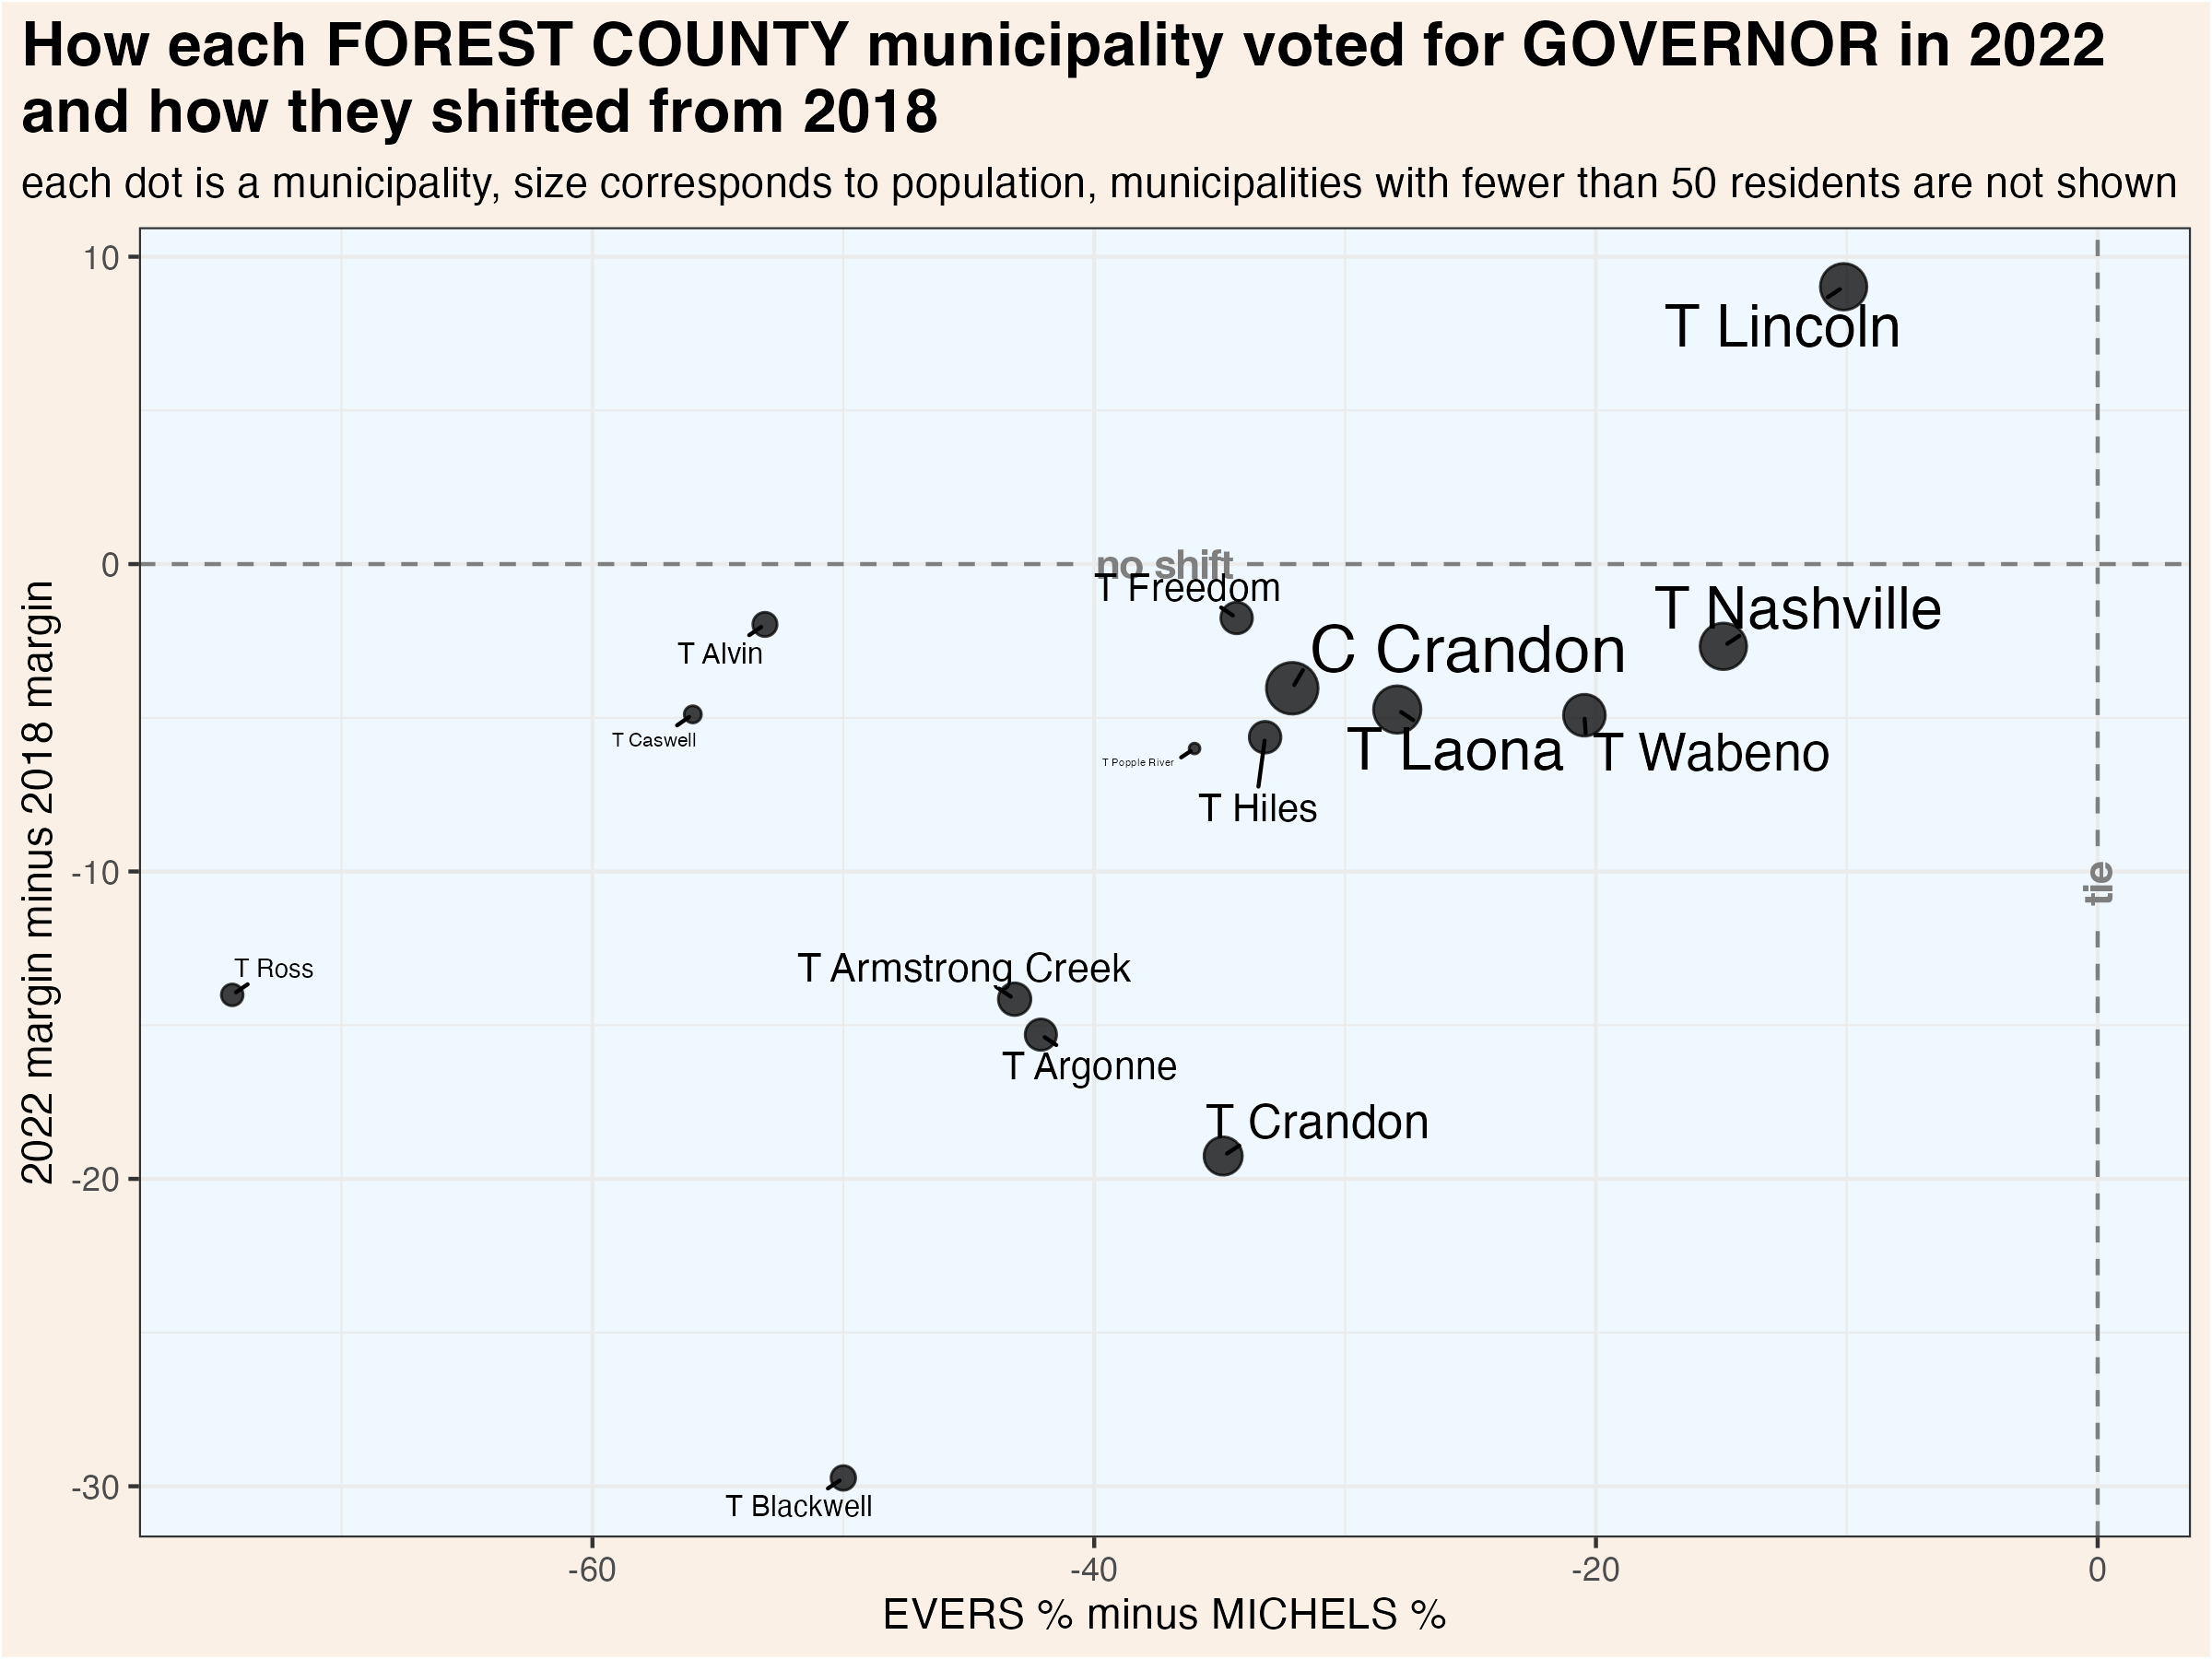 How each FOREST COUNTY municipality voted for GOVERNOR in 2022
and how they shifted from 2018
each dot is a municipality, size corresponds to population, municipalities with fewer than 50 residents are not shown
10
T Lincoln
0
no shift
T Freedom
T Nashville
C Crandon
T Alvin
T Caswell
T Laona
T Wabeno
T Popple River
T Hiles
2022 margin minus 2018 margin
-10
tie
T Ross
T Armstrong Creek
T Argonne
T Crandon
-20
-30
T Blackwell
-60
-40
-20
0
EVERS % minus MICHELS %